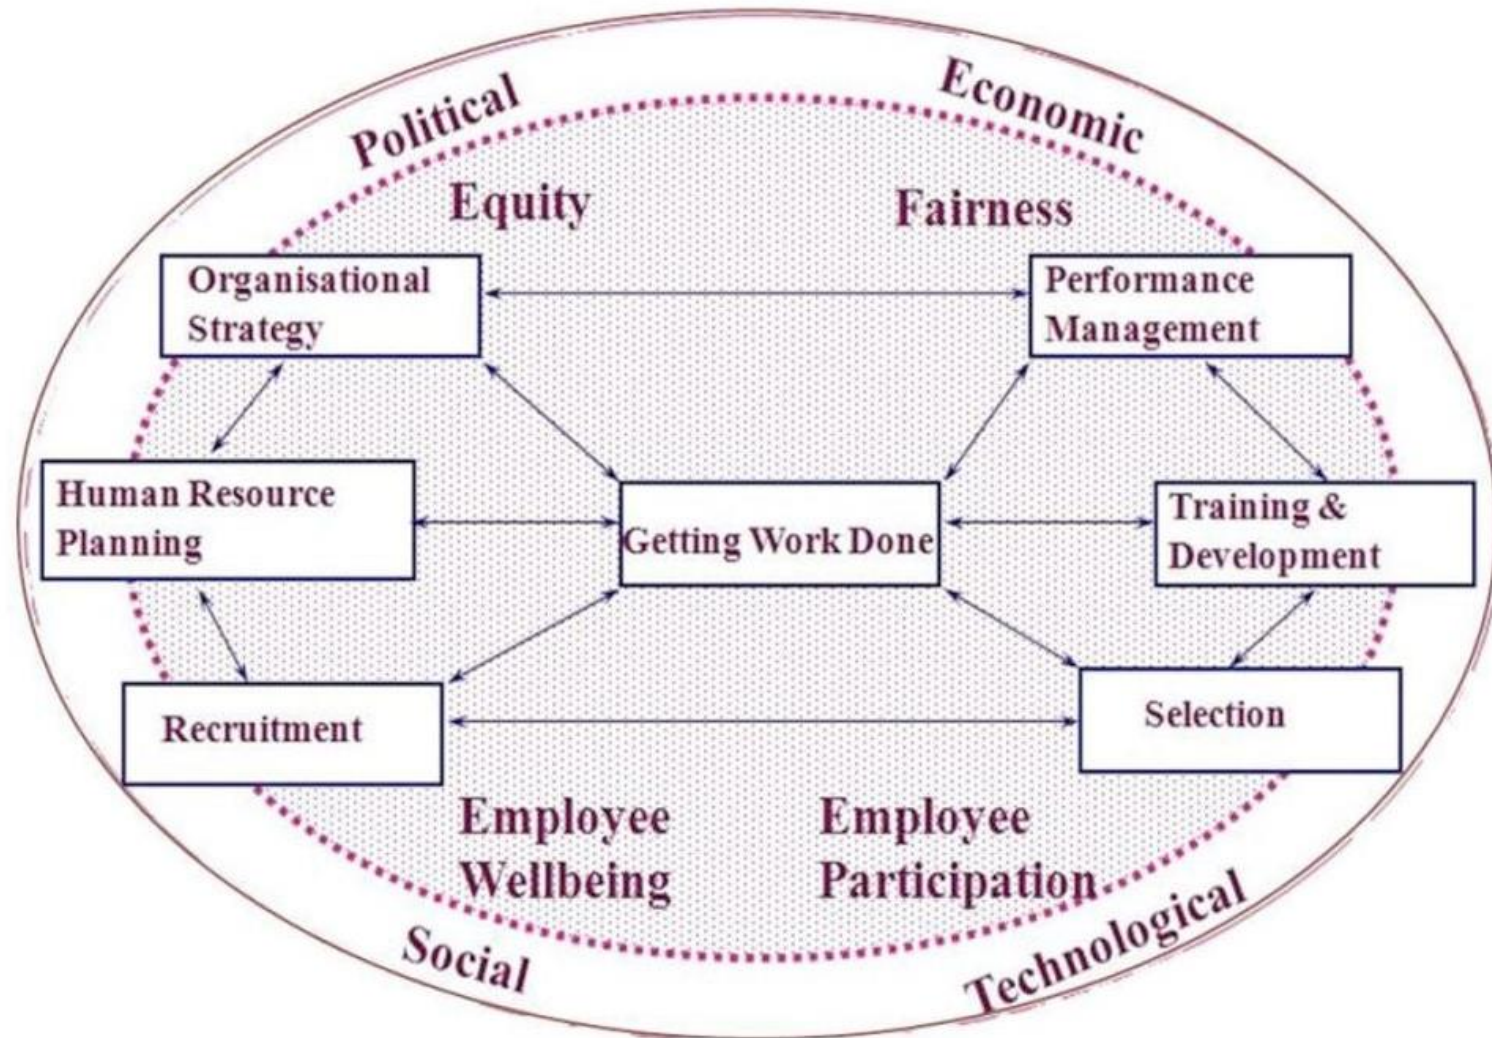 Political
Economic
Equity
Fairness
Organisational
Strategy
Performance
Management
Human Resource
Planning
Getting Work Done
Training &
Development
Recruitment
Selection
Employee
Wellbeing
Employee
Participation
Social
Technological